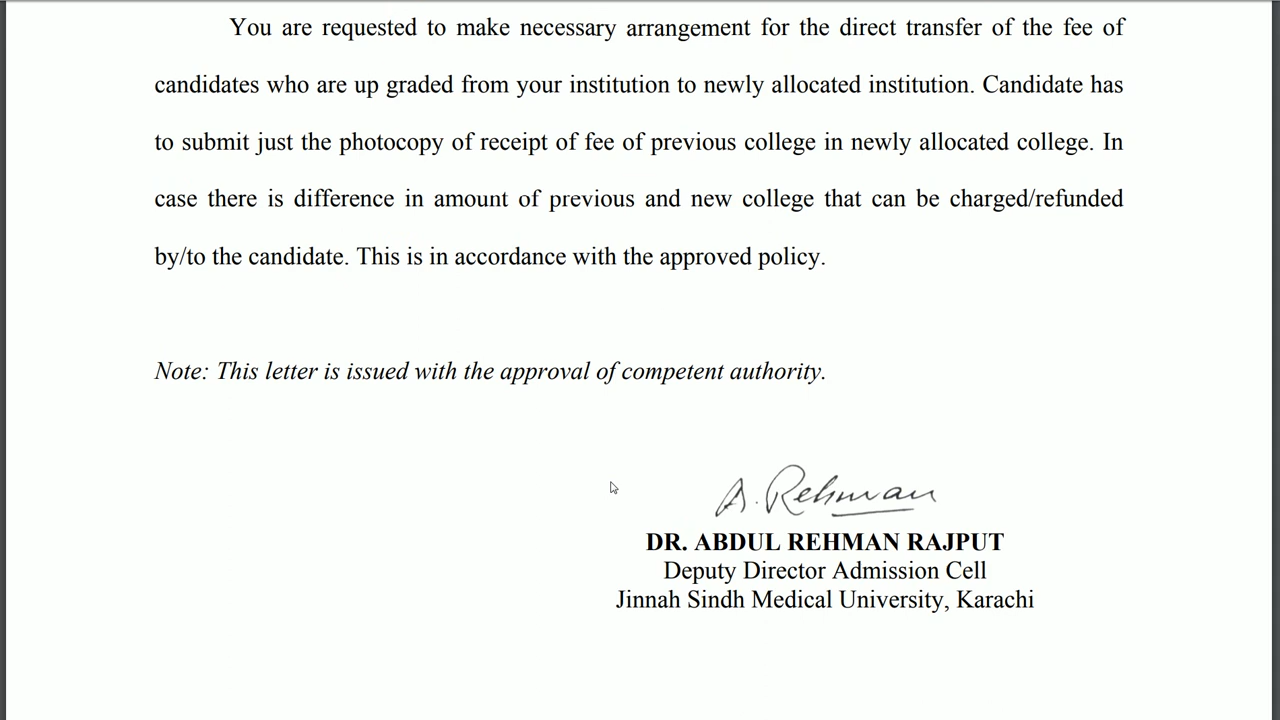 You are requested to make necessary arrangement for the direct transfer of the fee of
candidates who are up graded from your institution to newly allocated institution. Candidate has
to submit just the photocopy of receipt of fee of previous college in newly allocated college. In
case there is difference in amount of previous and new college that can be charged/refunded
by/to the candidate. This is in accordance with the approved policy.
Note: This letter is issued with the approval of competent authority.
A. Rehman
DR. ABDUL REHMAN RAJPUT
Deputy Director Admission Cell
Jinnah Sindh Medical University, Karachi